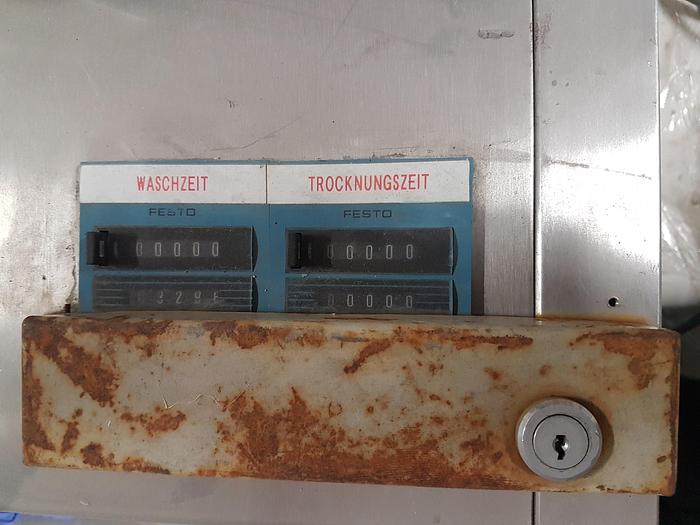 WASCHZEIT TROCKNUNGSZEIT
FESTO FESTO
00000 00000
00000